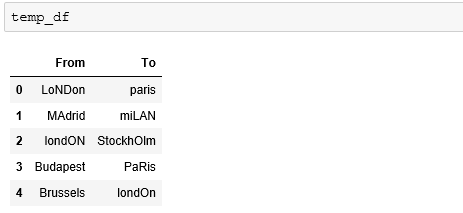 temp_df
From To
0 LoNDon paris
1 MAdrid miLAN
2 londON StockhOlm
3 Budapest PaRis
4 Brussels londOn